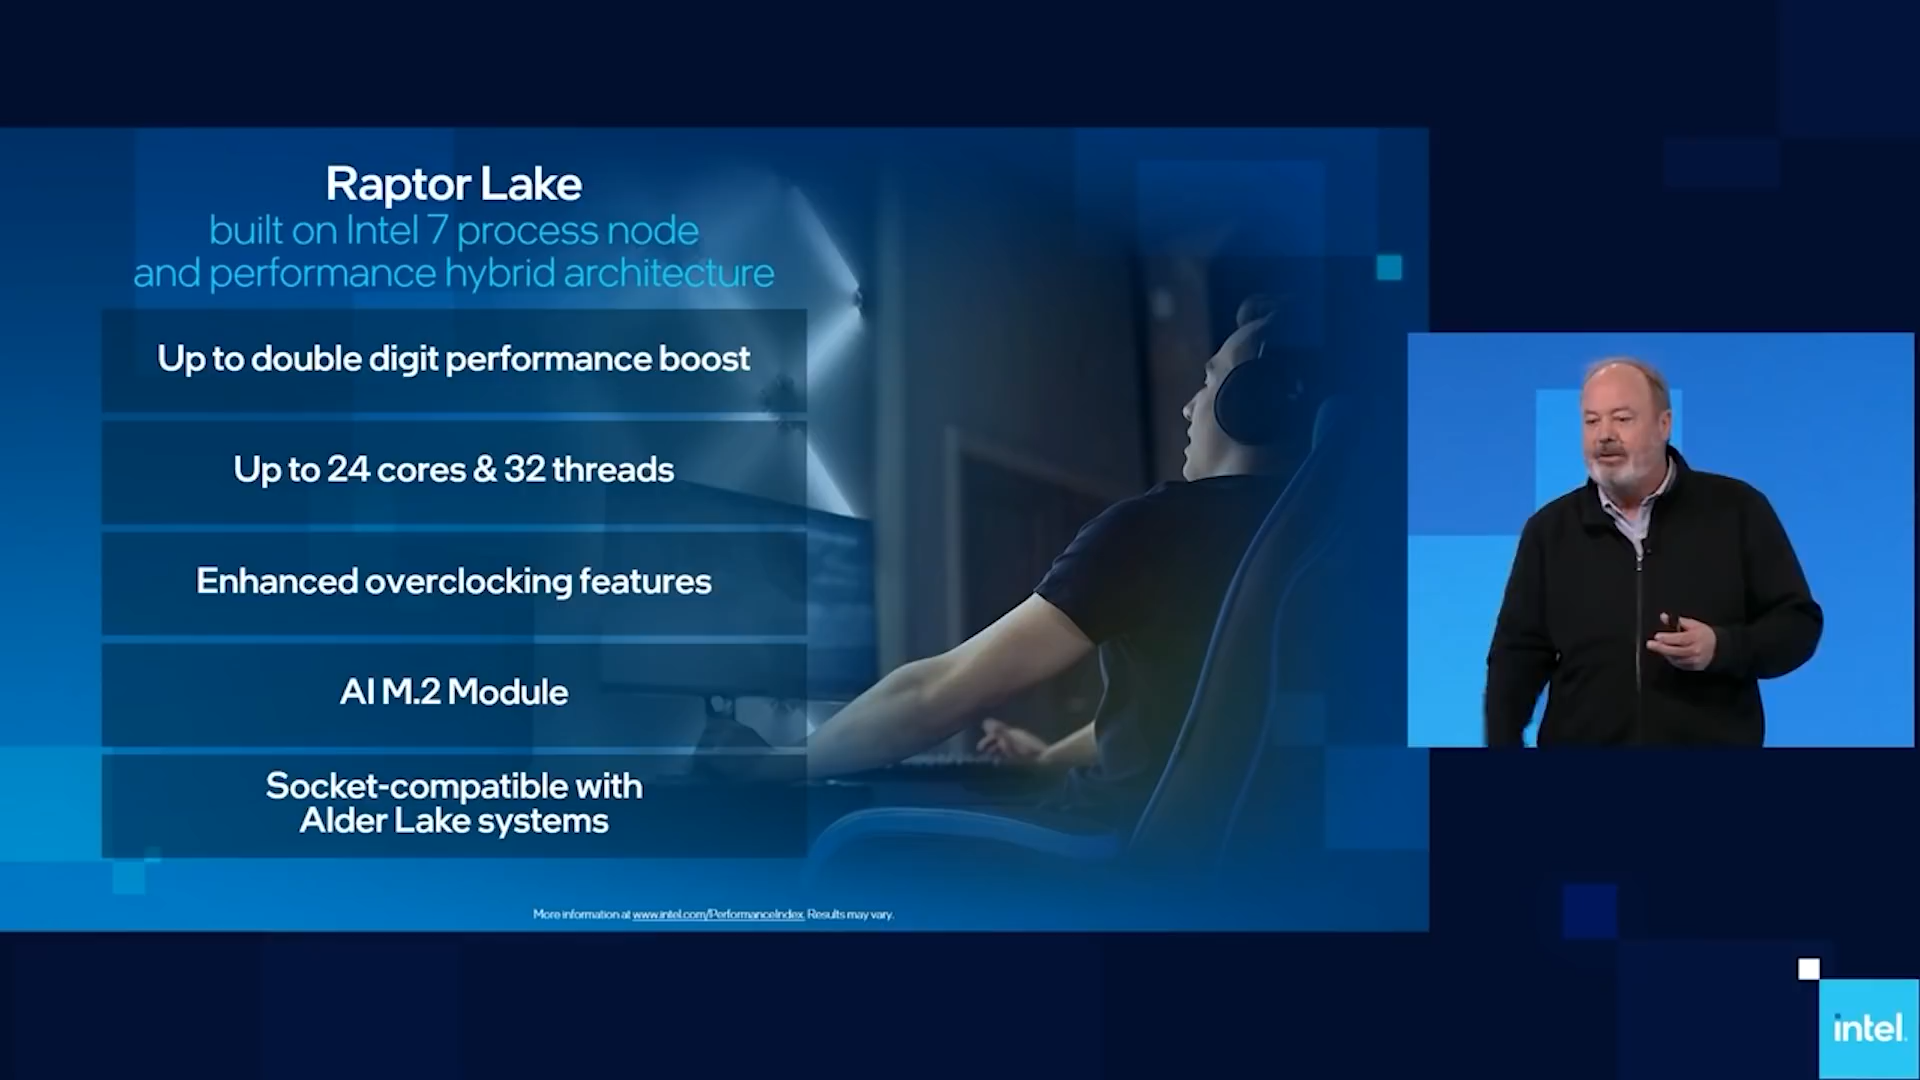 Raptor Lake
built on Intel 7 process node
and performance hybrid architecture
Up to double digit performance boost
Up to 24 cores & 32 threads
Enhanced overclocking features
AI M.2 Module
Socket-compatible with
Alder Lake systems
More information at www.intel.com/PerformanceIndex. Results may vary.
intel.